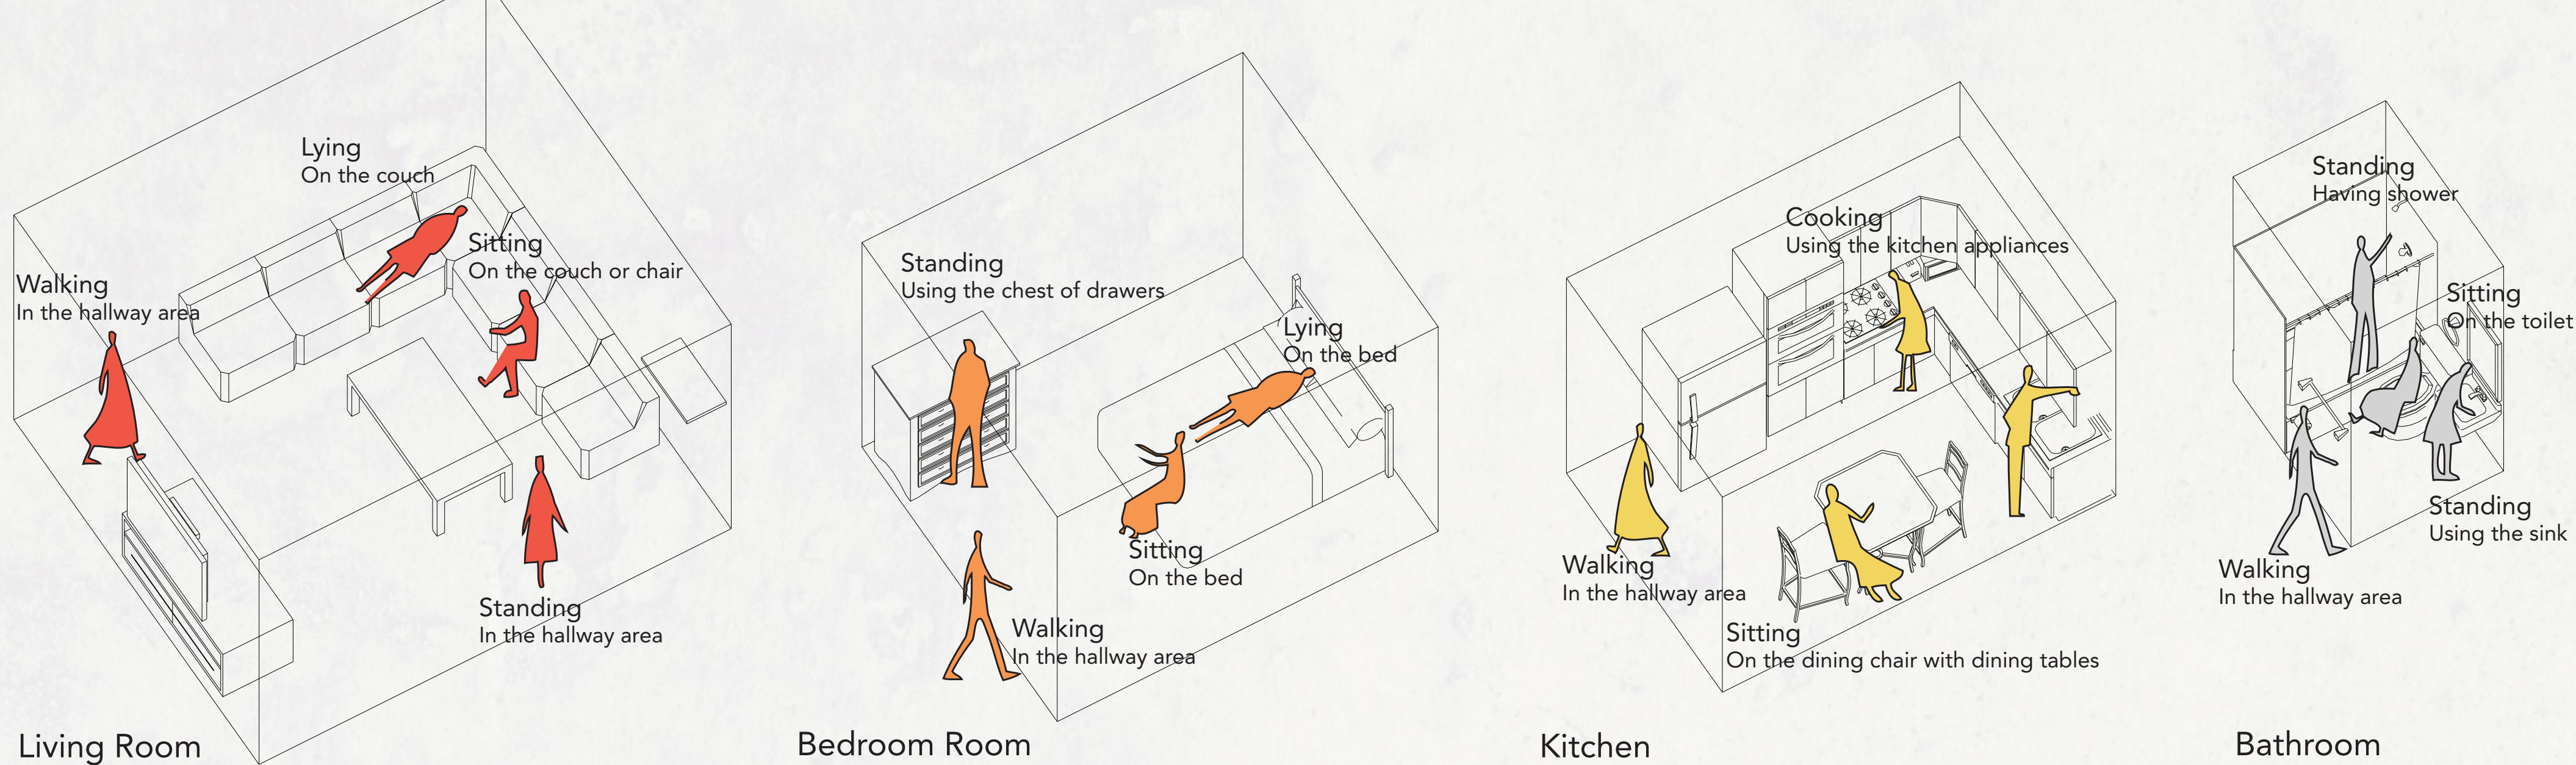 Lying
On the couch
Sitting
On the couch or chair
Walking
In the hallway area
Standing
In the hallway area
Living Room
Standing
Using the chest of drawers
Lying
On the bed
Sitting
On the bed
Walking
In the hallway area
Bedroom Room
Cooking
Using the kitchen appliances
Walking
In the hallway area
Sitting
On the dining chair with dining tables
Kitchen
Standing
Having shower
Sitting
On the toilet
Standing
Using the sink
Walking
In the hallway area
Bathroom